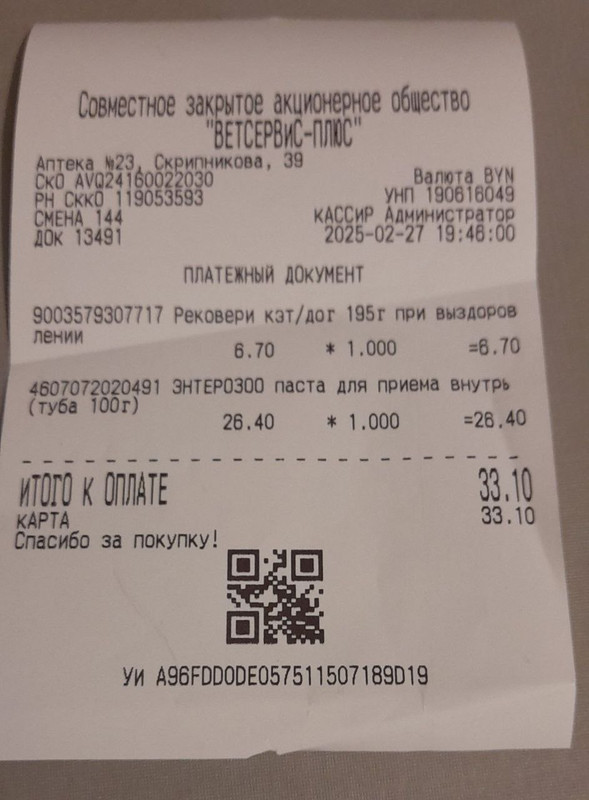 Совместное закрытое акционерное общество
"ВЕТСЕРВИС-ПЛЮС"
Аптека №23, Скрипникова, 39
СКО AVQ24160022030 Валюта BYN
РН СККО 119053593 УНП 190616049
СМЕНА 144 КАССИР Администратор
ДОК 13491 2025-02-27 19:46:00
ПЛАТЕЖНЫЙ ДОКУМЕНТ
9003579307717 Рековери кэт/дог 195г при выздоров
лении
6.70 * 1.000 =6.70
4607072020491 ЭНТЕРОЗОО паста для приема внутрь
(туба 100г)
26.40 * 1.000 =26.40
ИТОГО К ОПЛАТЕ 33.10
КАРТА 33.10
Спасибо за покупку!
УИ A96FDD0DE057511507189D19